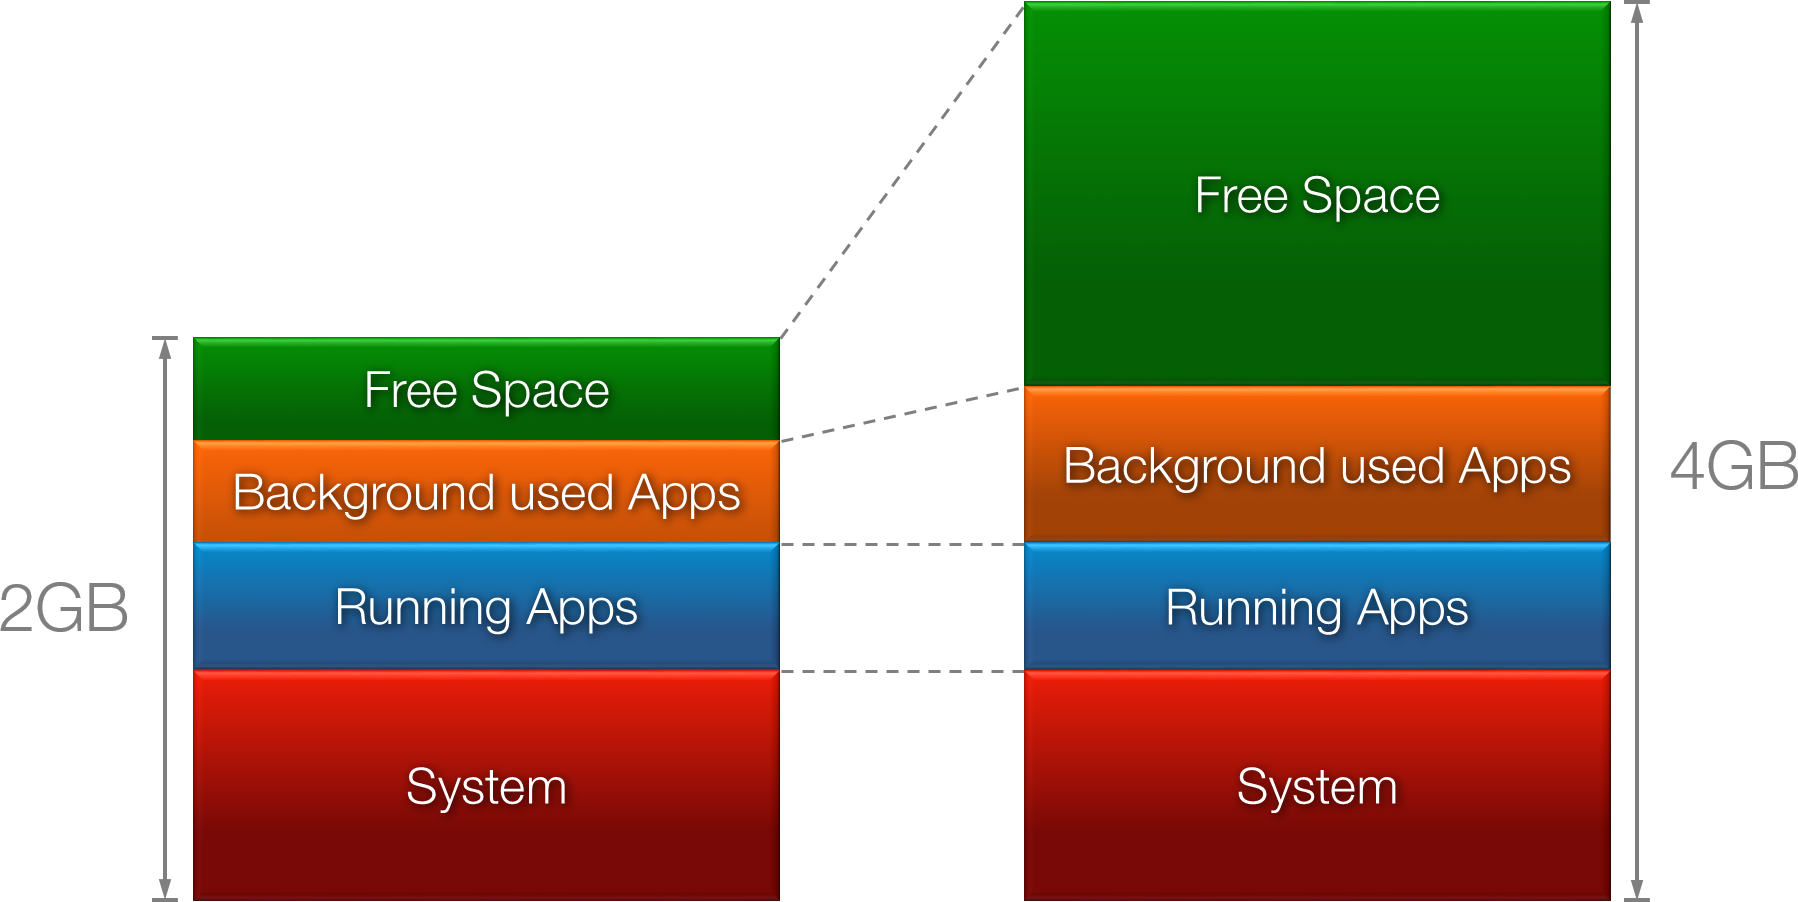 2GB
Free Space
Background used Apps
Running Apps
System
Free Space
Background used Apps
Running Apps
System
4GB